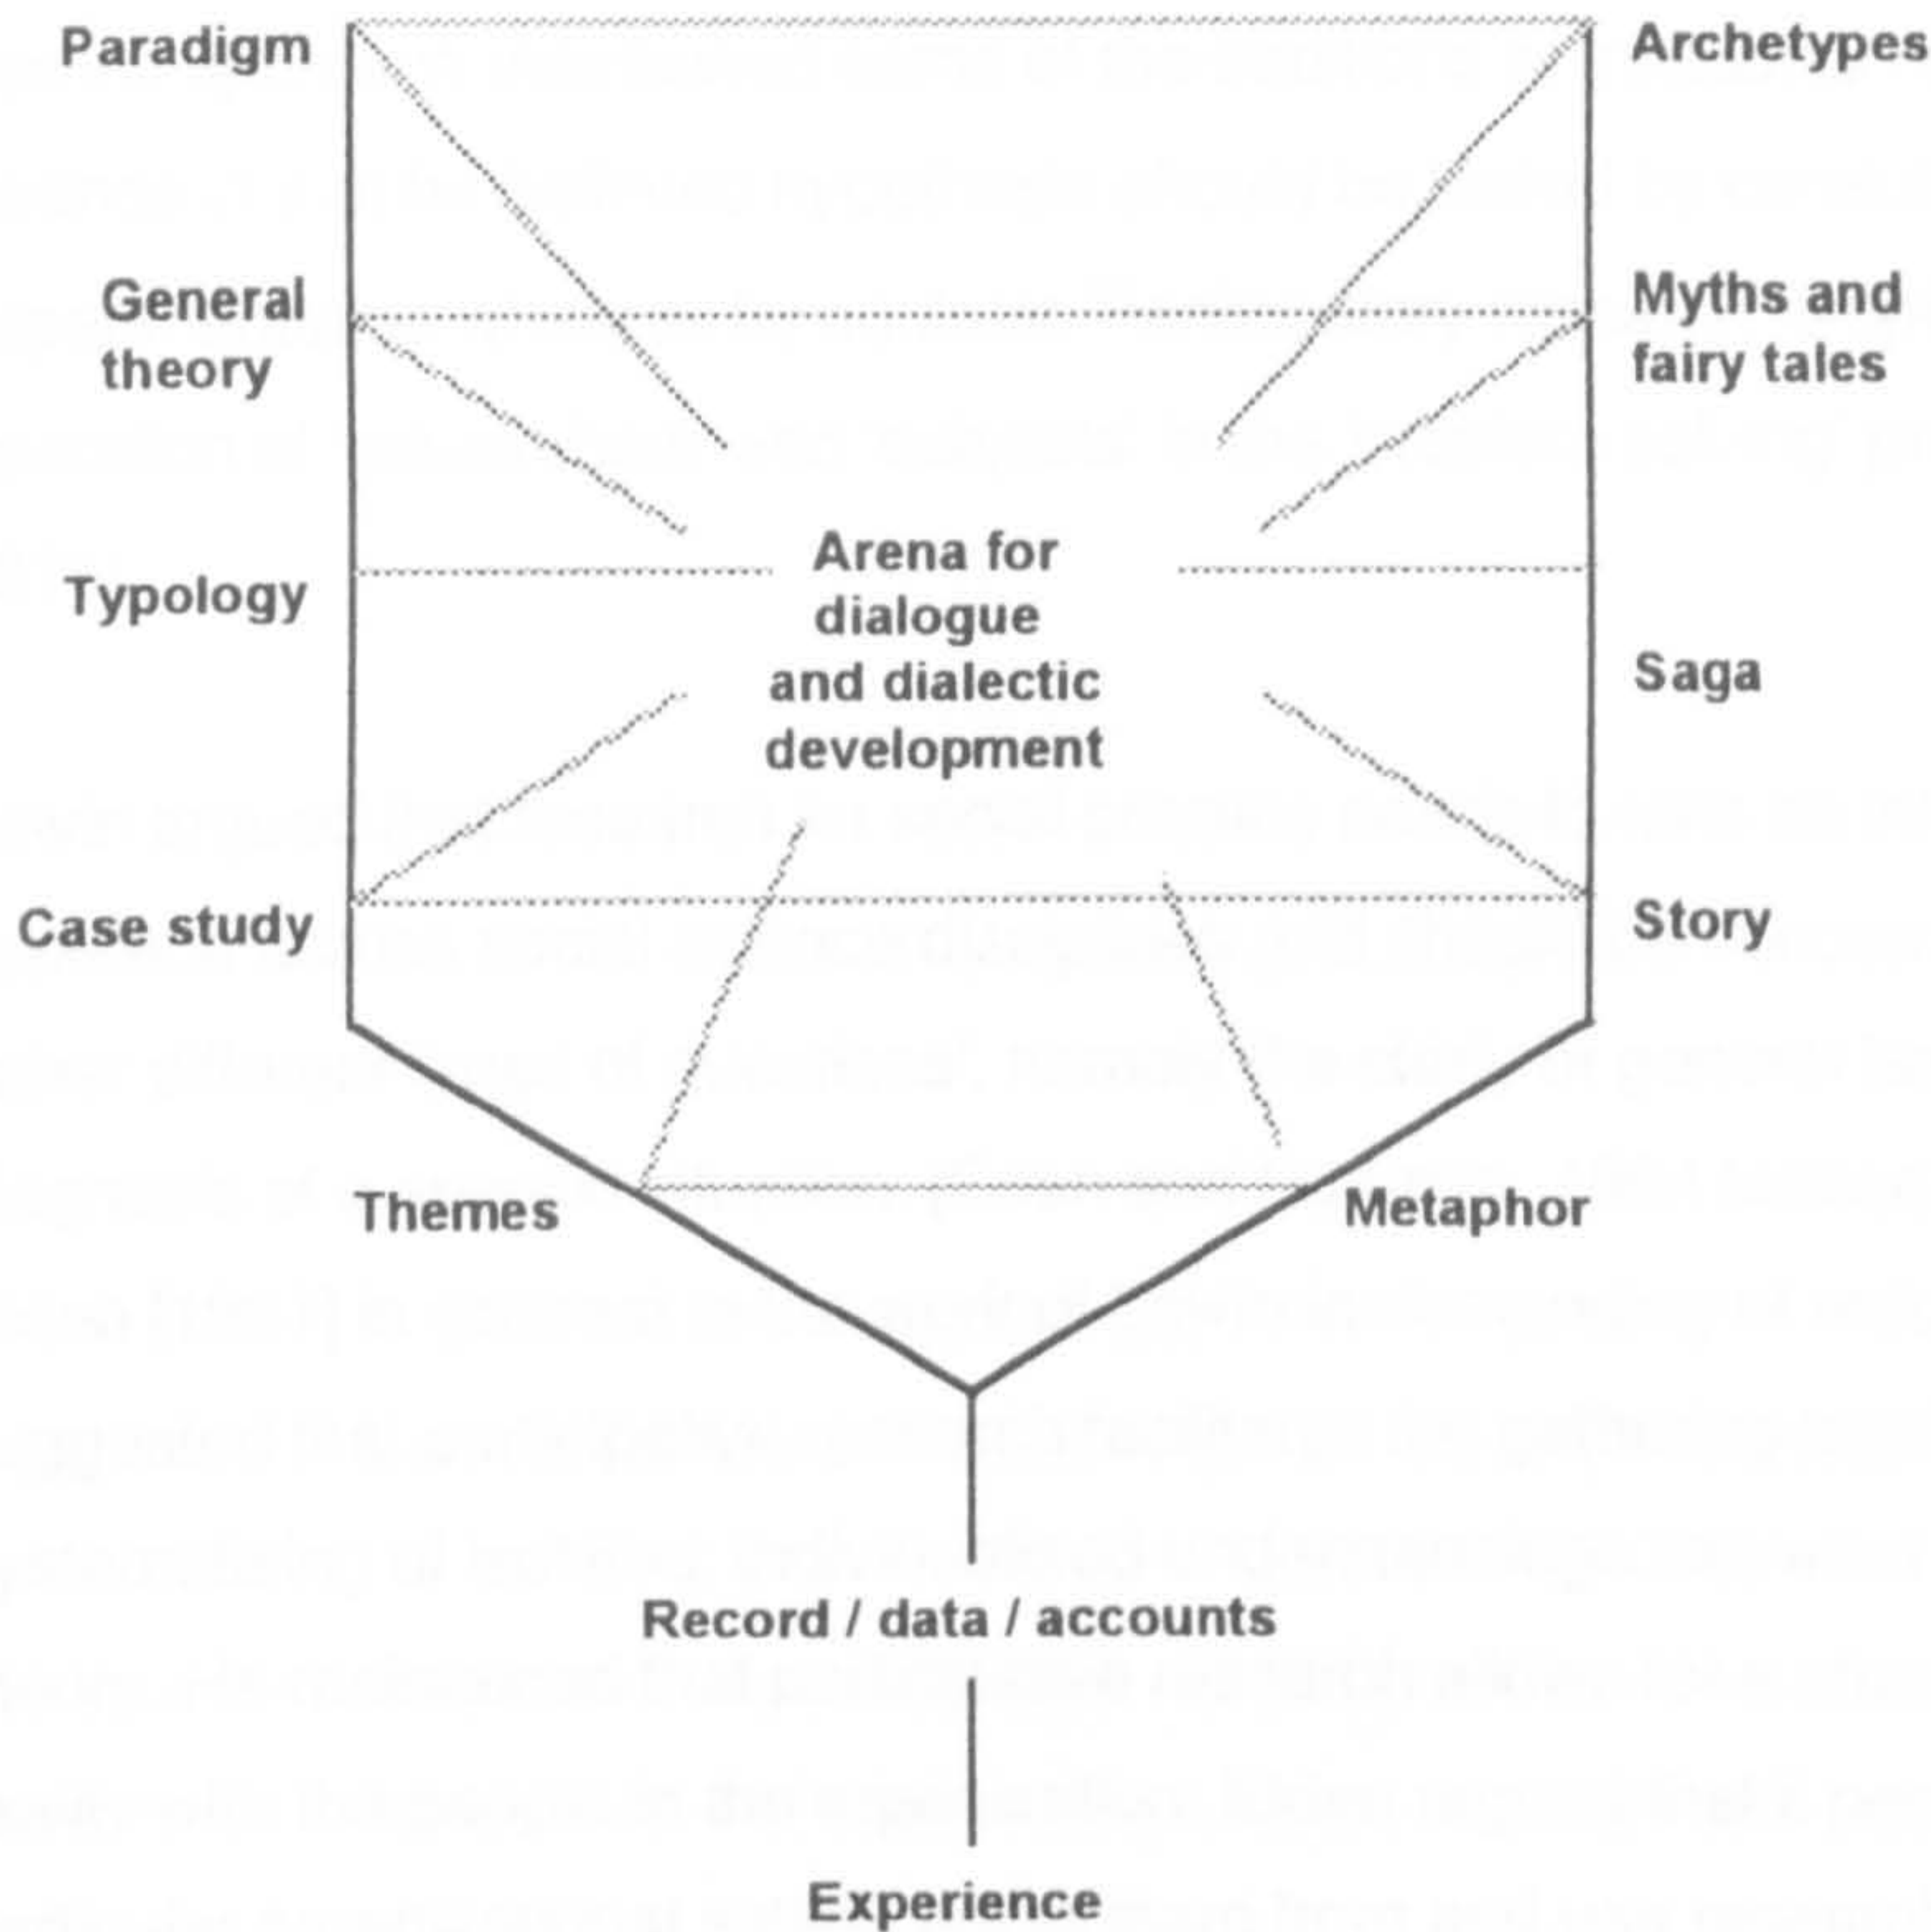 Paradigm
Archetypes
General
theory
Myths and
fairy tales
Arena for
dialogue
and dialectic
development
Typology
Saga
Case study
Story
Themes
Metaphor
Record / data / accounts
Experience